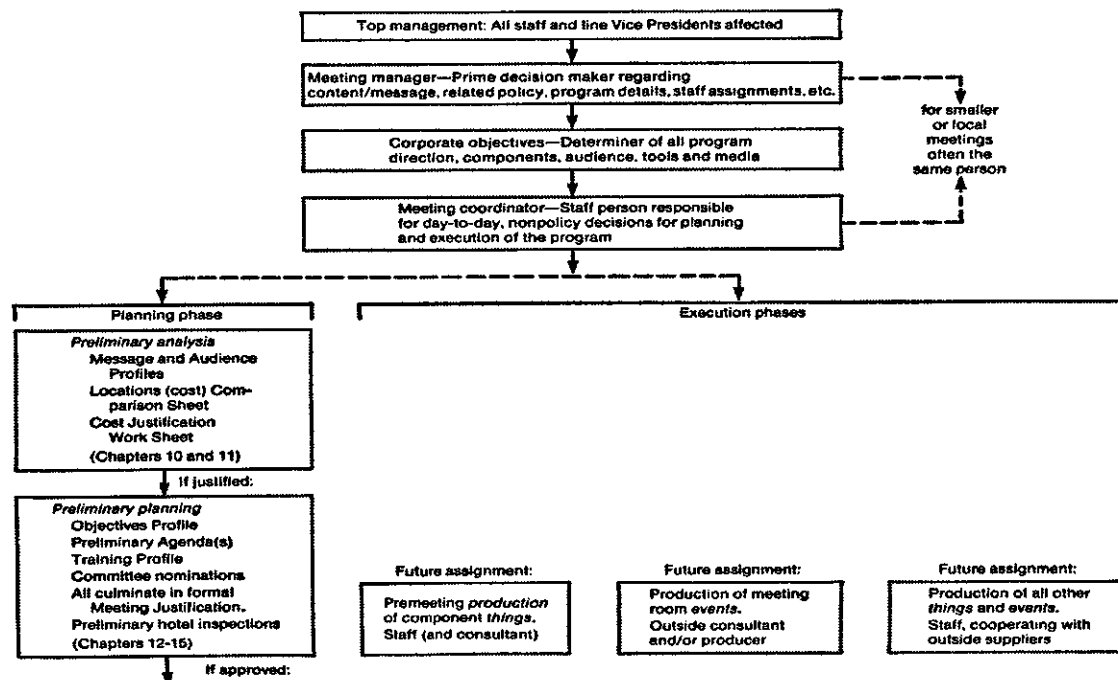 Top management: All staff and line Vice Presidents affected
Meeting manager—Prime decision maker regarding
content/message, related policy, program details, staff assignments, etc.
for smaller
or local
meetings
often the
same person
Corporate objectives—Determiner of all program
direction, components, audience, tools and media
Meeting coordinator—Staff person responsible
for day-to-day, nonpolicy decisions for planning
and execution of the program
Planning phase
Execution phases
Preliminary analysis
Message and Audience
Profiles
Locations (cost) Com-
parison Sheet
Cost Justification
Work Sheet
(Chapters 10 and 11)
If justified:
Preliminary planning
Objectives Profile
Preliminary Agenda(s)
Training Profile
Committee nominations
All culminate in formal
Meeting Justification.
Preliminary hotel inspections
(Chapters 12-15)
If approved:
Future assignment:
Premeeting production
of component things.
Staff (and consultant)
Future assignment:
Production of meeting
room events.
Outside consultant
and/or producer
Future assignment:
Production of all other
things and events.
Staff, cooperating with
outside suppliers